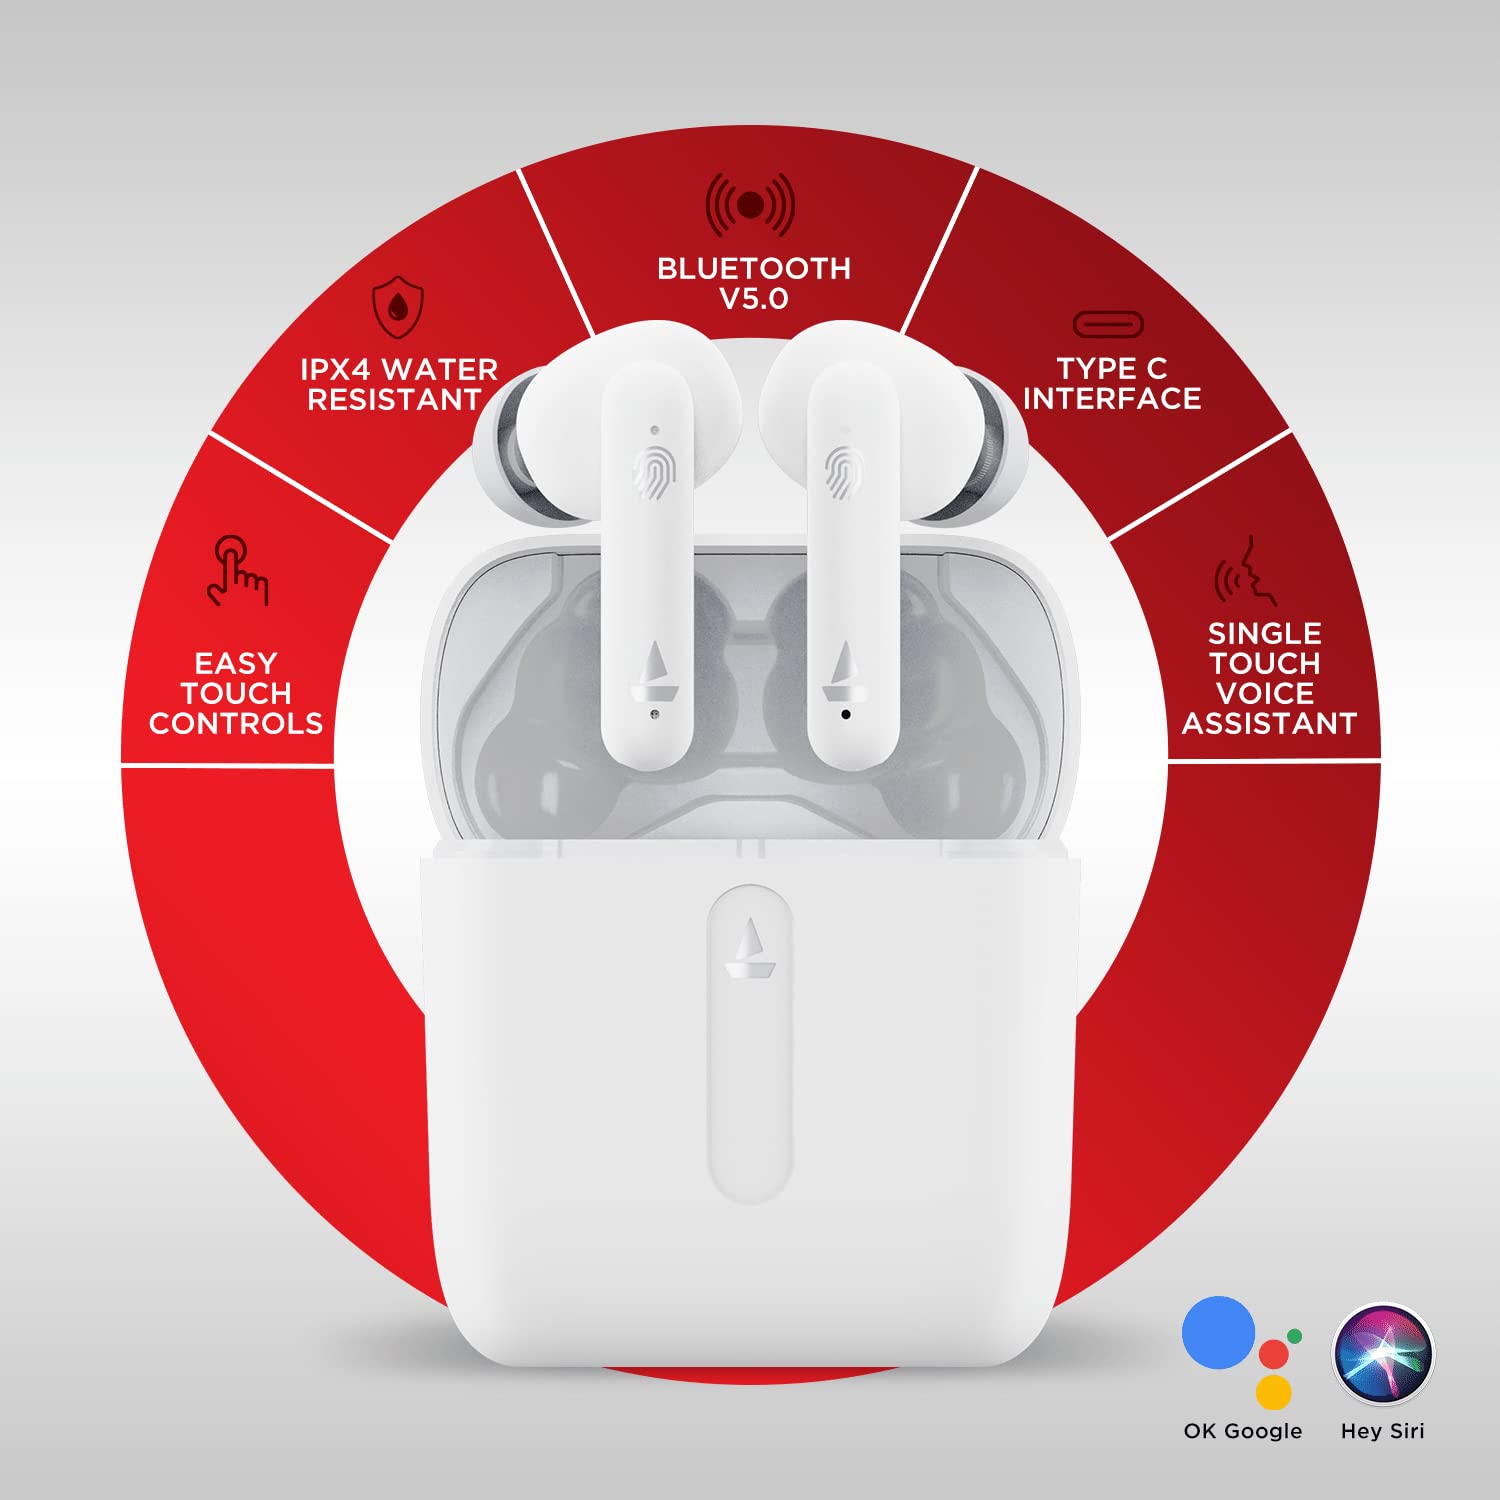 BLUETOOTH
V5.0
IPX4 WATER
RESISTANT
TYPE C
INTERFACE
EASY
TOUCH
CONTROLS
SINGLE
TOUCH
VOICE
ASSISTANT
OK Google
Hey Siri